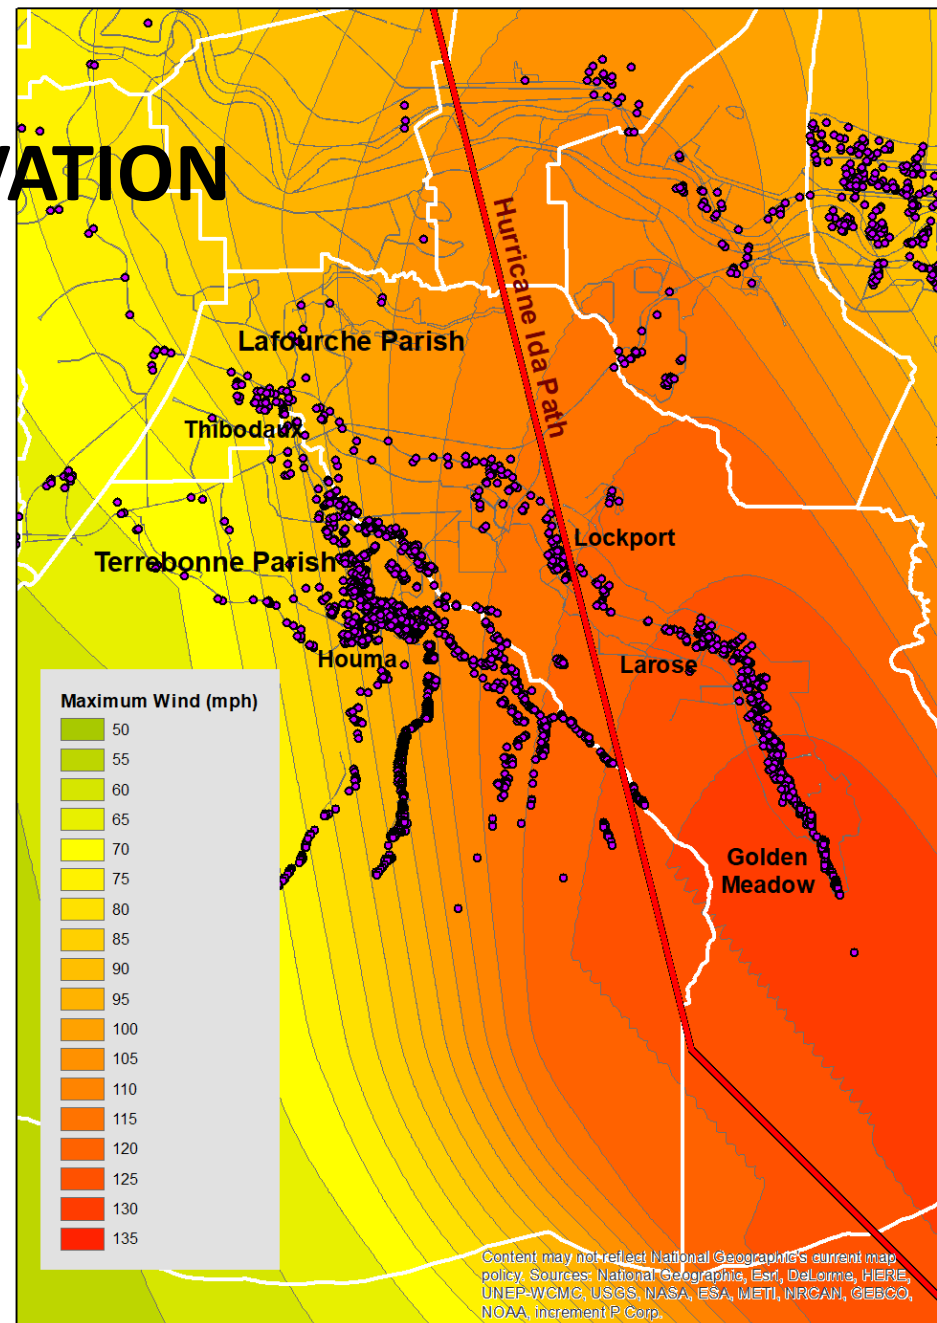 VATION
Hurricane Ida Path
Lafourche Parish
Thibodaux
Lockport
Terrebonne Parish
Houma
Larose
Golden
Meadow
Maximum Wind (mph)
50
55
60
65
70
75
80
85
90
95
100
105
110
115
120
125
130
135
Content may not reflect National Geographic's current map
policy. Sources: National Geographic, Esri, DeLorme, HERE,
UNEP-WCMC, USGS, NASA, ESA, METI, NRCAN, GEBCO,
NOAA, increment P Corp.